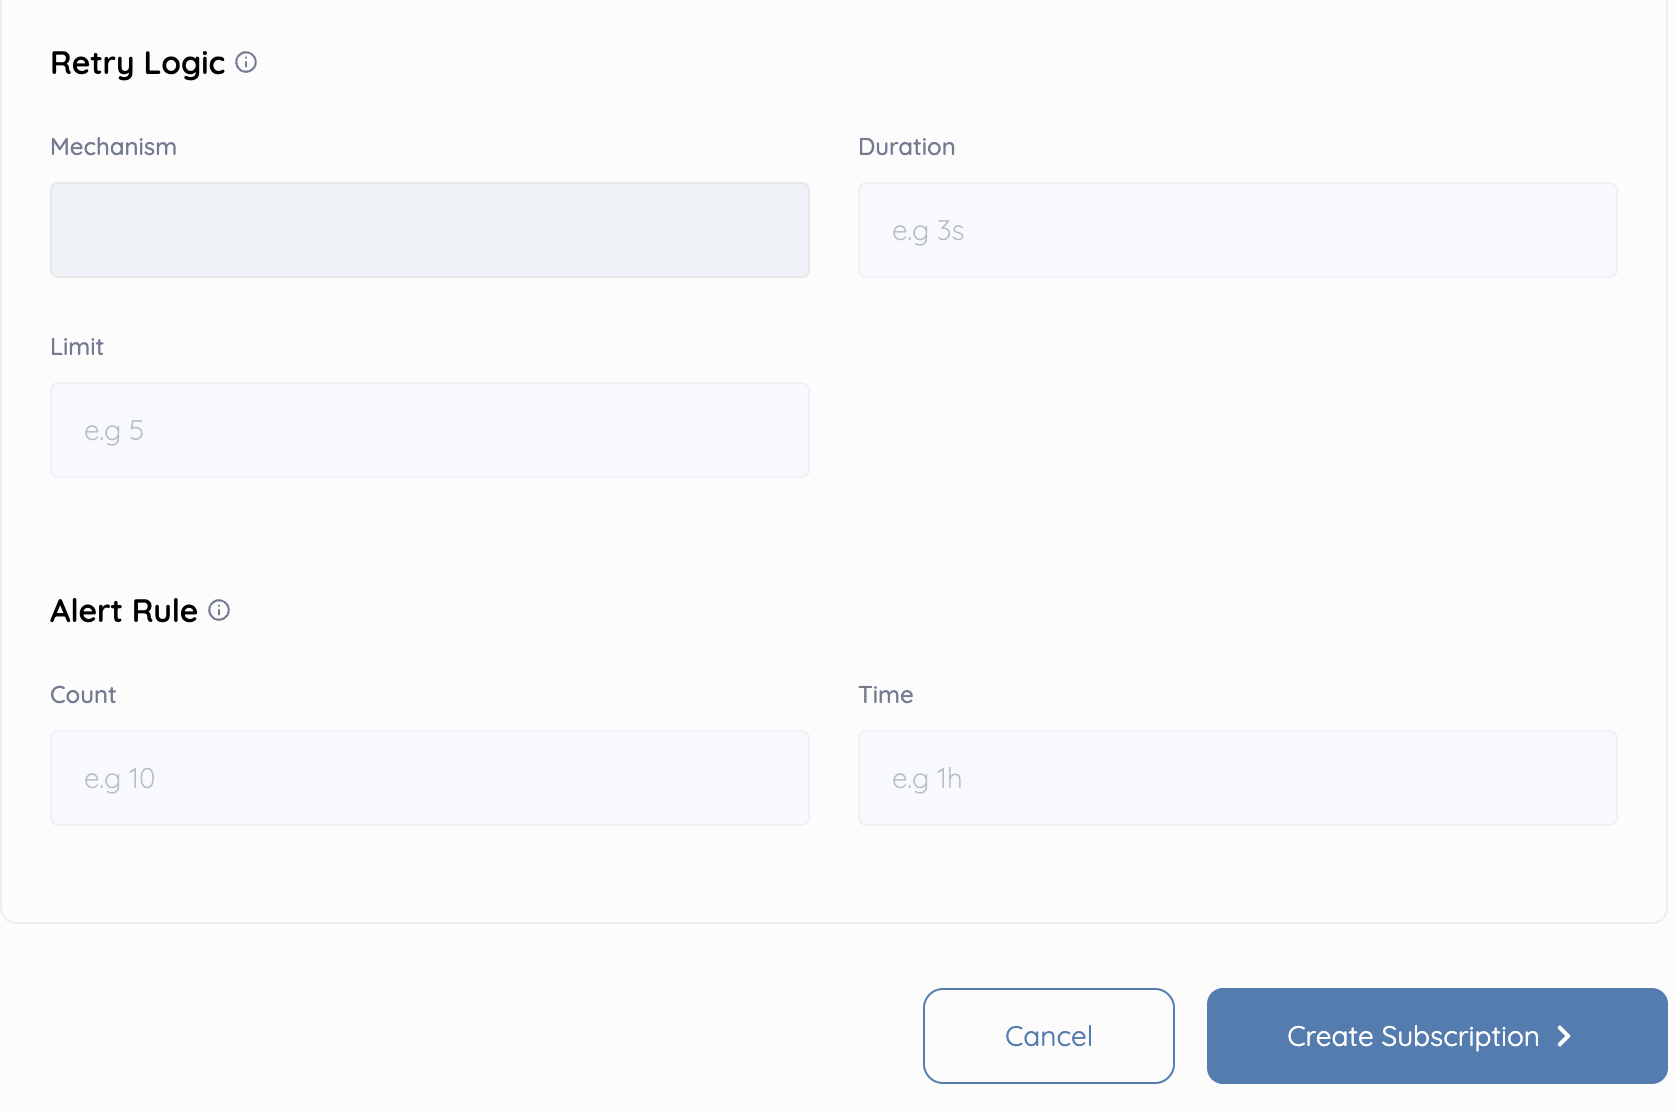 Retry Logic
Mechanism
Duration
e.g 3s
Limit
e.g 5
Alert Rule
Count
Time
e.g 10
e.g 1h
Cancel
Create Subscription